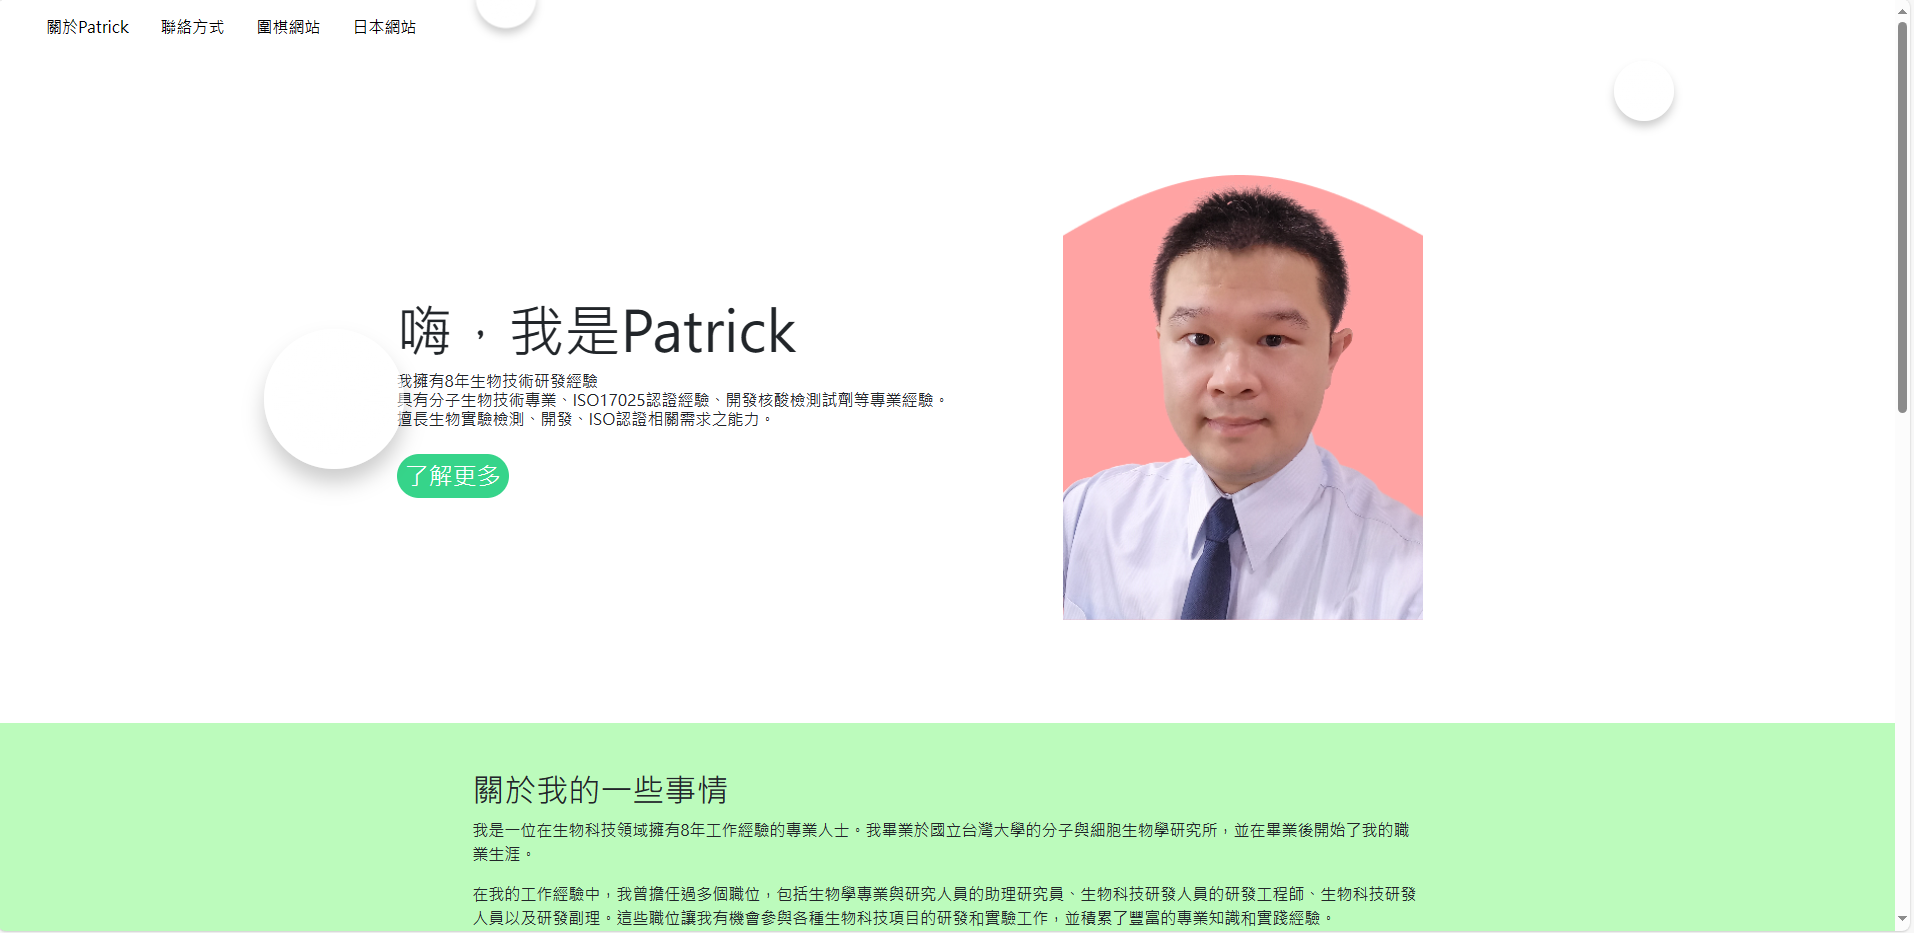 關於Patrick 聯絡方式 圍棋網站 日本網站
嗨，我是Patrick
我擁有8年生物技術研發經驗
具有分子生物技術專業、ISO17025認證經驗、開發核酸檢測試劑等專業經驗。
擅長生物實驗檢測、開發、ISO認證相關需求之能力。
了解更多
關於我的一些事情
我是一位在生物科技領域擁有8年工作經驗的專業人士。我畢業於國立台灣大學的分子與細胞生物學研究所，並在畢業後開始了我的職
業生涯。
在我的工作經驗中，我曾擔任過多個職位，包括生物學專業與研究人員的助理研究員、生物科技研發人員的研發工程師、生物科技研發
人員以及研發副理。這些職位讓我有機會參與各種生物科技項目的研發和實驗工作，並積累了豐富的專業知識和實踐經驗。